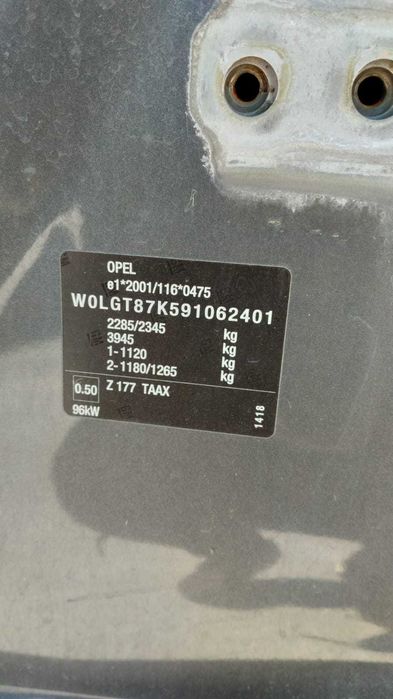 OPEL
e1*2001/116*0475
W0LGT87K591062401
2285/2345 kg
3945 kg
1-1120 kg
2-1180/1265 kg
0.50 Z 177 TAAX
96kW
1418